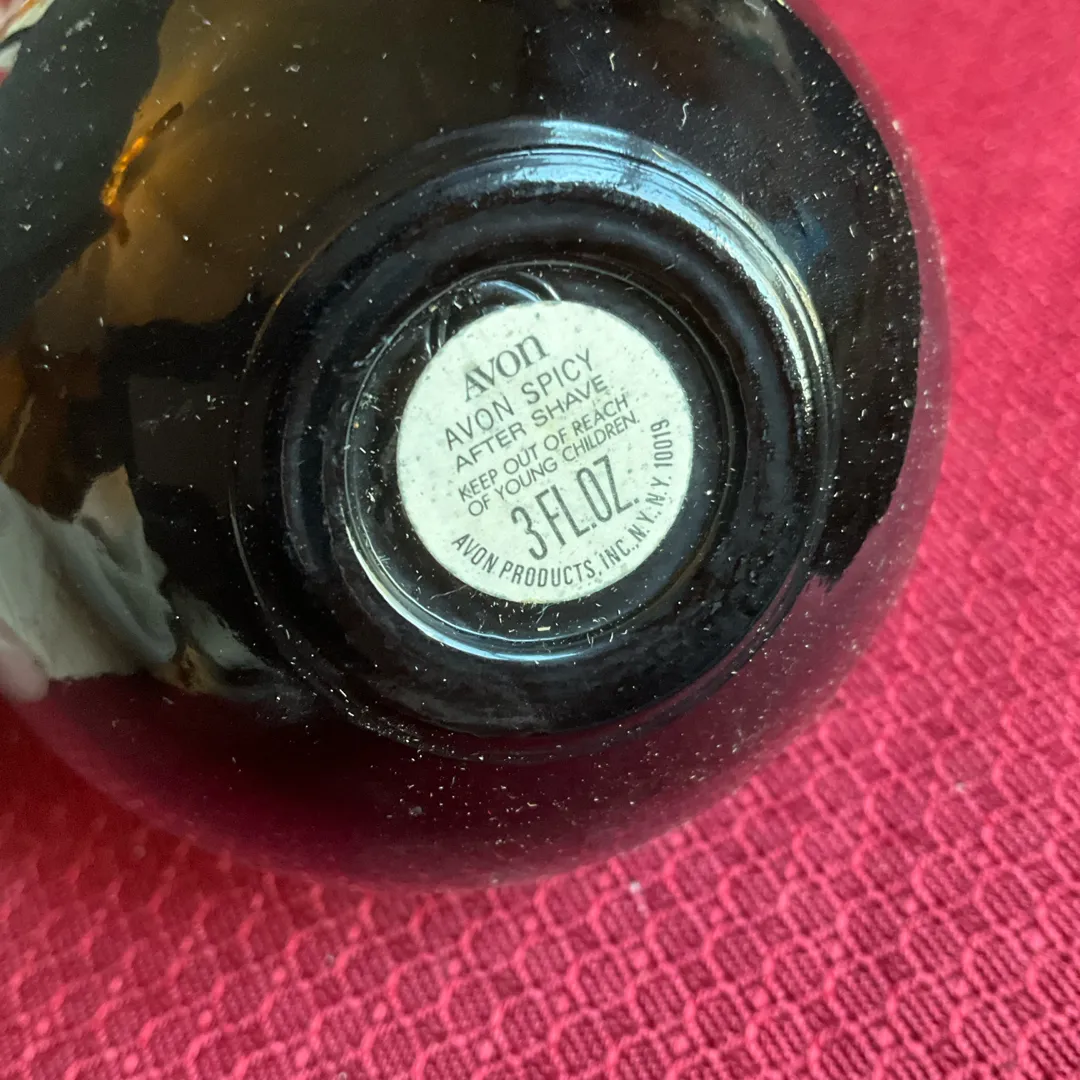 AVON
AVON SPICY
AFTER SHAVE
KEEP OUT OF REACH
OF YOUNG CHILDREN.
3 FL.OZ.
AVON PRODUCTS, INC., N.Y. N.Y. 10019